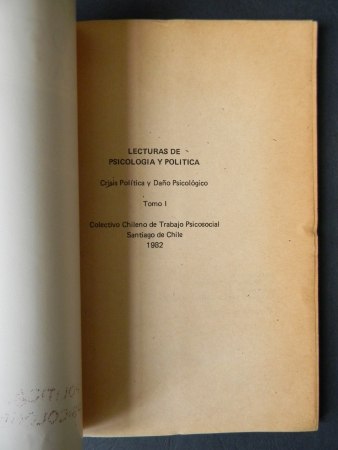 LECTURAS DE
PSICOLOGIA Y POLITICA
Crisis Política y Daño Psicológico
Tomo I
Colectivo Chileno de Trabajo Psicosocial
Santiago de Chile
1982